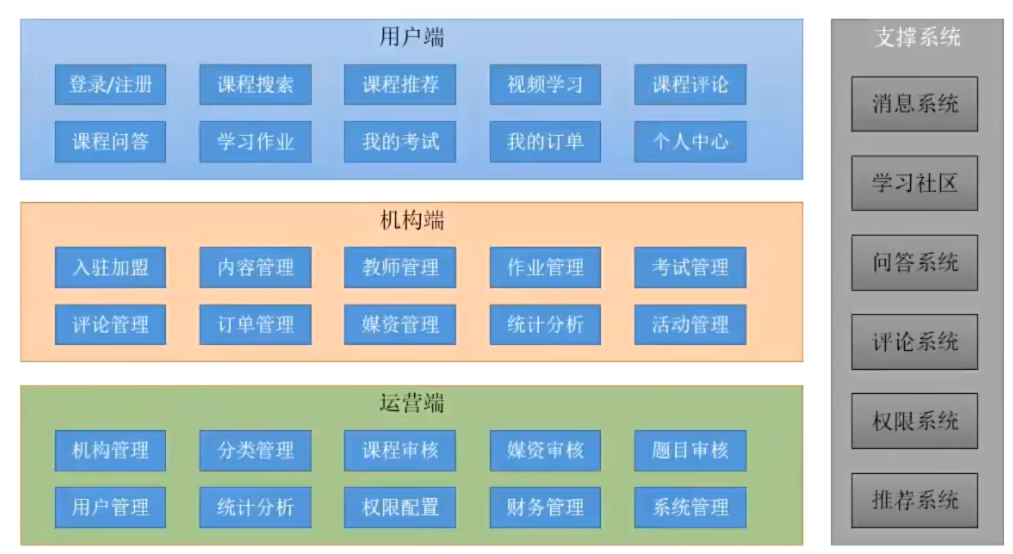 用户端
登录/注册 课程搜索 课程推荐 视频学习 课程评论
课程问答 学习作业 我的考试 我的订单 个人中心
机构端
入驻加盟 内容管理 教师管理 作业管理 考试管理
评论管理 订单管理 媒资管理 统计分析 活动管理
运营端
机构管理 分类管理 课程审核 媒资审核 题目审核
用户管理 统计分析 权限配置 财务管理 系统管理
支撑系统
消息系统
学习社区
问答系统
评论系统
权限系统
推荐系统